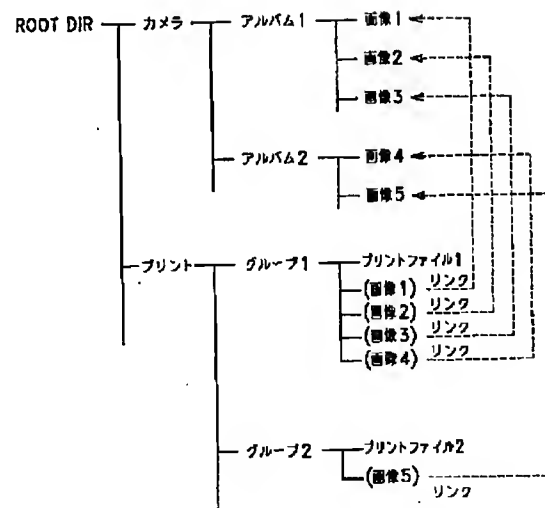 ROOT DIR カメラ アルバム1 画像1
画像2
画像3
アルバム2 画像4
画像5
プリント グループ1 プリントファイル1
(画像1) リンク
(画像2) リンク
(画像3) リンク
(画像4) リンク
グループ2 プリントファイル2
(画像5)
リンク